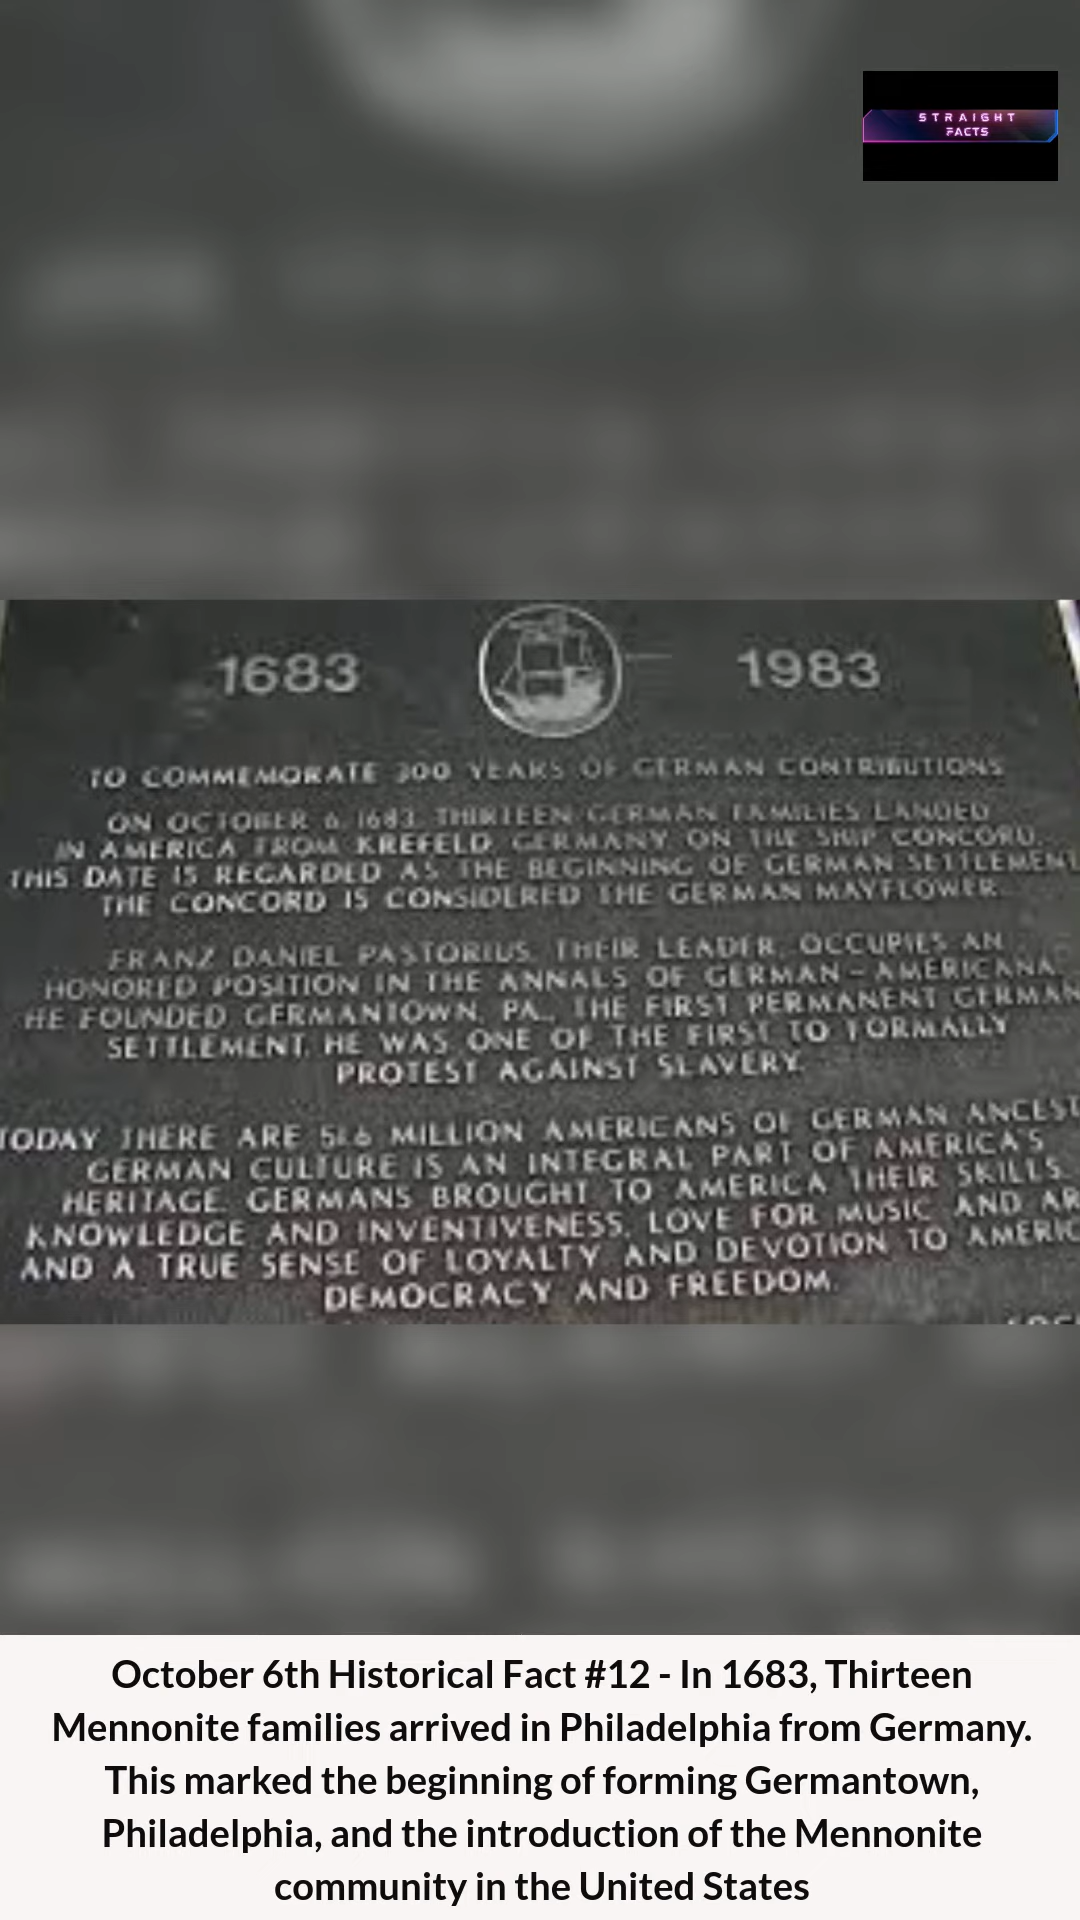 STRAIGHT
FACTS
1683 1983
TO COMMEMORATE 300 YEARS OF GERMAN CONTRIBUTIONS
ON OCTOBER 6, 1683, THIRTEEN GERMAN FAMILIES LANDED
IN AMERICA FROM KREFELD GERMANY ON THE SHIP CONCORD.
THIS DATE IS REGARDED AS THE BEGINNING OF GERMAN SETTLEMENT
THE CONCORD IS CONSIDERED THE GERMAN MAYFLOWER.
FRANZ DANIEL PASTORIUS, THEIR LEADER, OCCUPIES AN
HONORED POSITION IN THE ANNALS OF GERMAN-AMERICANA.
HE FOUNDED GERMANTOWN, PA., THE FIRST PERMANENT GERMAN
SETTLEMENT. HE WAS ONE OF THE FIRST TO FORMALLY
PROTEST AGAINST SLAVERY.
TODAY THERE ARE MILLION AMERICANS OF GERMAN ANCEST
GERMAN CULTURE IS AN INTEGRAL PART OF AMERICA'S
HERITAGE. GERMANS BROUGHT TO AMERICA THEIR SKILLS,
KNOWLEDGE AND INVENTIVENESS, LOVE FOR MUSIC AND AR
AND A TRUE SENSE OF LOYALTY AND DEVOTION TO AMERIC
DEMOCRACY AND FREEDOM.
October 6th Historical Fact #12 - In 1683, Thirteen
Mennonite families arrived in Philadelphia from Germany.
This marked the beginning of forming Germantown,
Philadelphia, and the introduction of the Mennonite
community in the United States